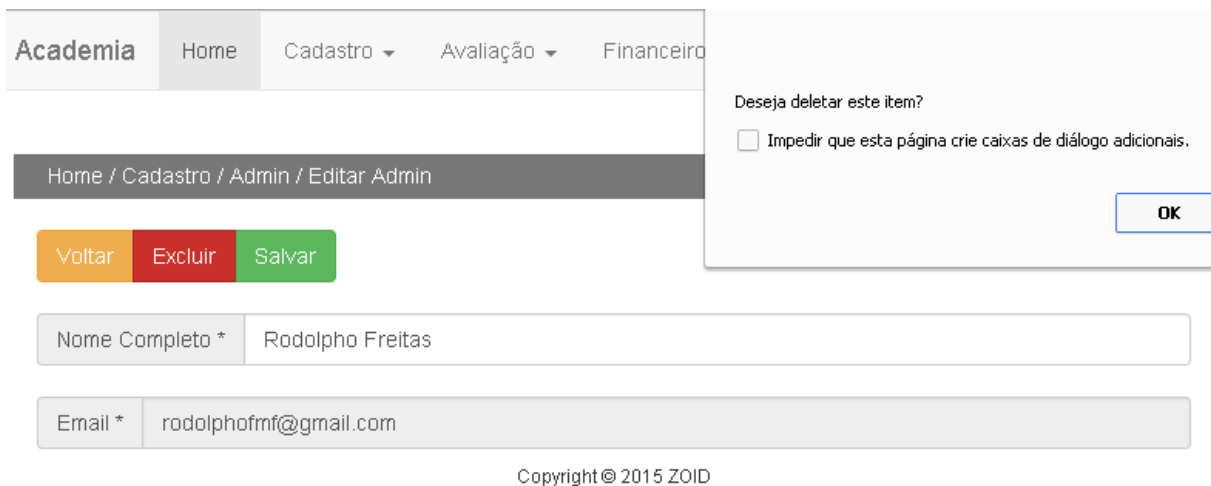 Academia Home Cadastro Avaliação Financeiro
Deseja deletar este item?
Impedir que esta página crie caixas de diálogo adicionais.
OK
Home / Cadastro / Admin / Editar Admin
Voltar Excluir Salvar
Nome Completo * Rodolpho Freitas
Email * rodolphofmf@gmail.com
Copyright © 2015 ZOID